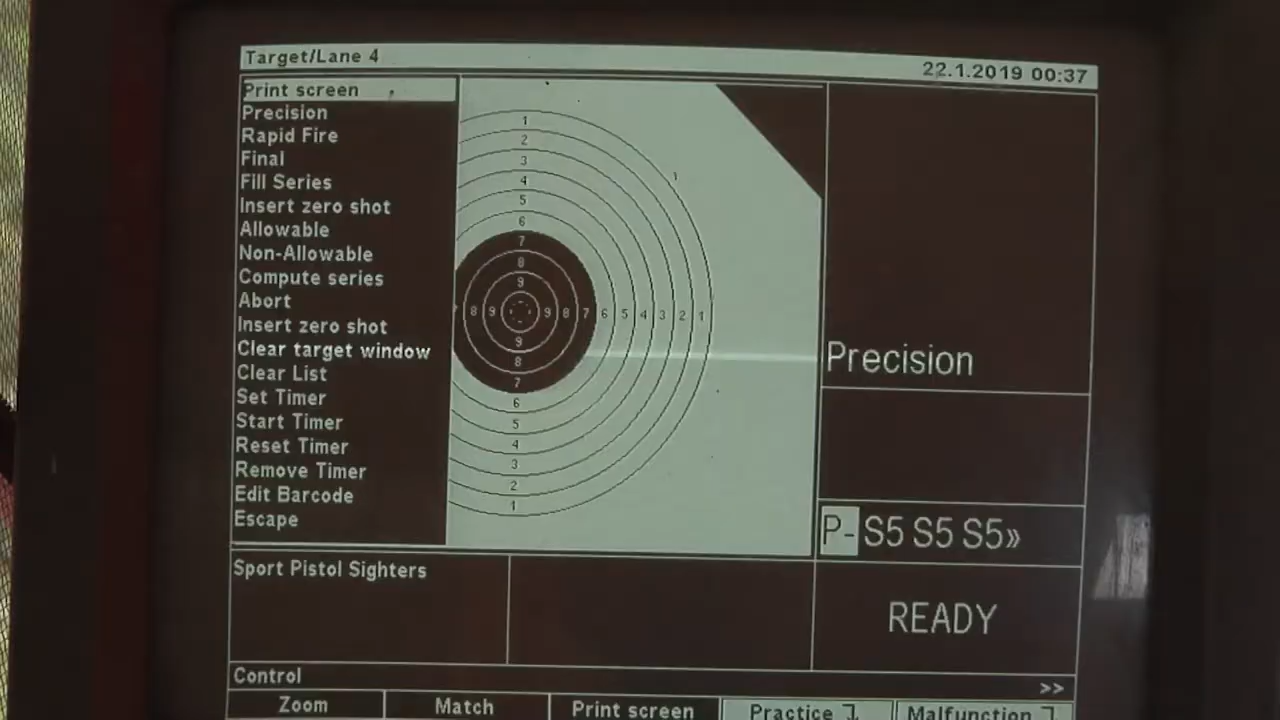 Target/Lane 4
22.1.2019 00:37
Print screen
Precision
Rapid Fire
Final
Fill Series
Insert zero shot
Allowable
Non-Allowable
Compute series
Abort
Insert zero shot
Clear target window
Clear List
Set Timer
Start Timer
Reset Timer
Remove Timer
Edit Barcode
Escape
1
2
3
4
5
6
7
8
9
8 9 9 8 7 6 5 4 3 2 1
9
8
7
6
5
4
3
2
1
1
Precision
P- S5 S5 S5»
Sport Pistol Sighters
READY
Control >>
Zoom Match Print screen Practice Malfunction